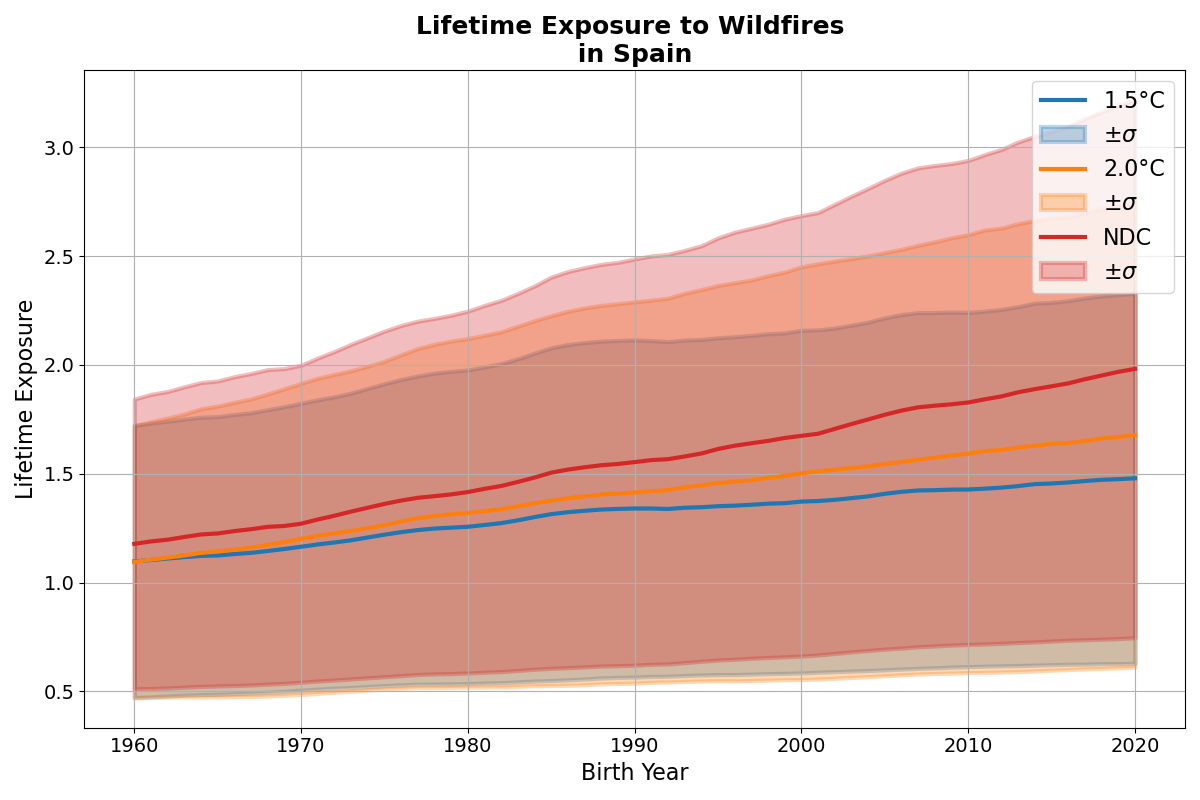 Lifetime Exposure to Wildfires
in Spain
1.5°C
±σ
2.0°C
±σ
NDC
±σ
Lifetime Exposure
3.0
2.5
2.0
1.5
1.0
0.5
1960 1970 1980 1990 2000 2010 2020
Birth Year